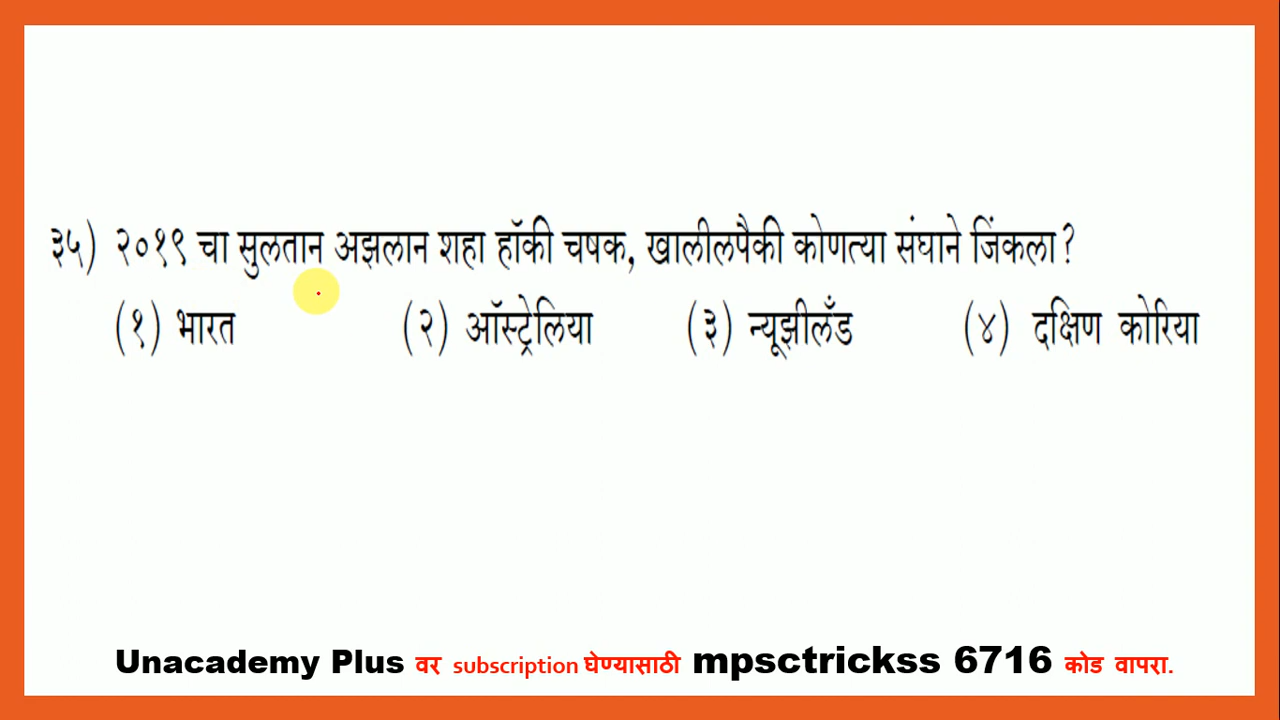 ३५) २०१९ चा सुलतान अझलान शहा हॉकी चषक, खालीलपैकी कोणत्या संघाने जिंकला?
(१) भारत (२) ऑस्ट्रेलिया (३) न्यूझीलँड (४) दक्षिण कोरिया
Unacademy Plus वर subscription घेण्यासाठी mpsctrickss 6716 कोड वापरा.